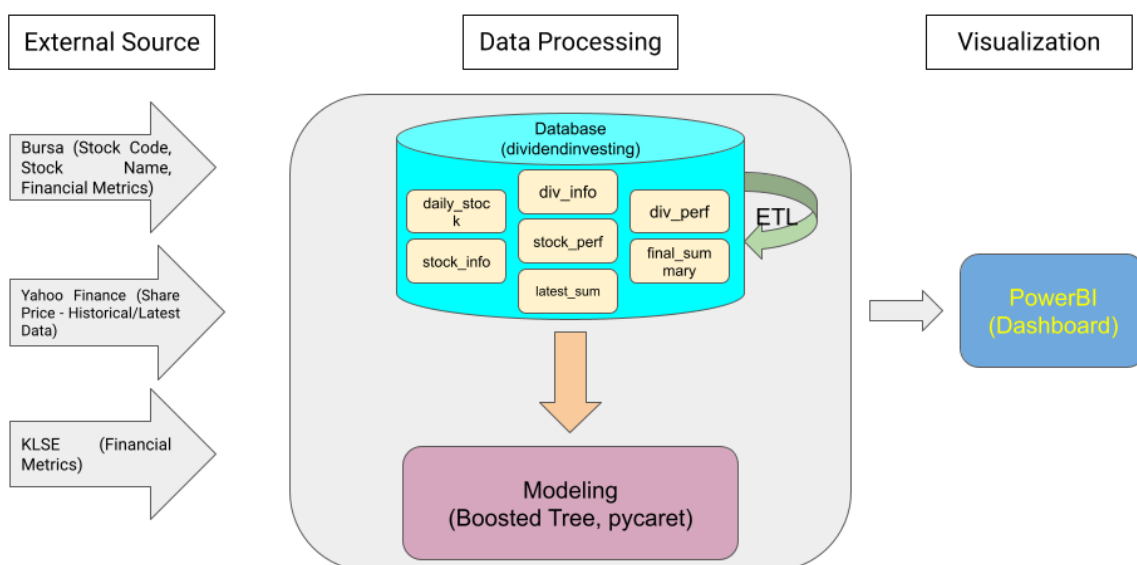 External Source
Data Processing
Visualization
Bursa (Stock Code,
Stock Name,
Financial Metrics)
Yahoo Finance (Share
Price - Historical/Latest
Data)
KLSE (Financial
Metrics)
Database
(dividendinvesting)
daily_stoc
k
stock_info
div_info
stock_perf
latest_sum
div_perf
final_sum
mary
ETL
Modeling
(Boosted Tree, pycaret)
PowerBI
(Dashboard)